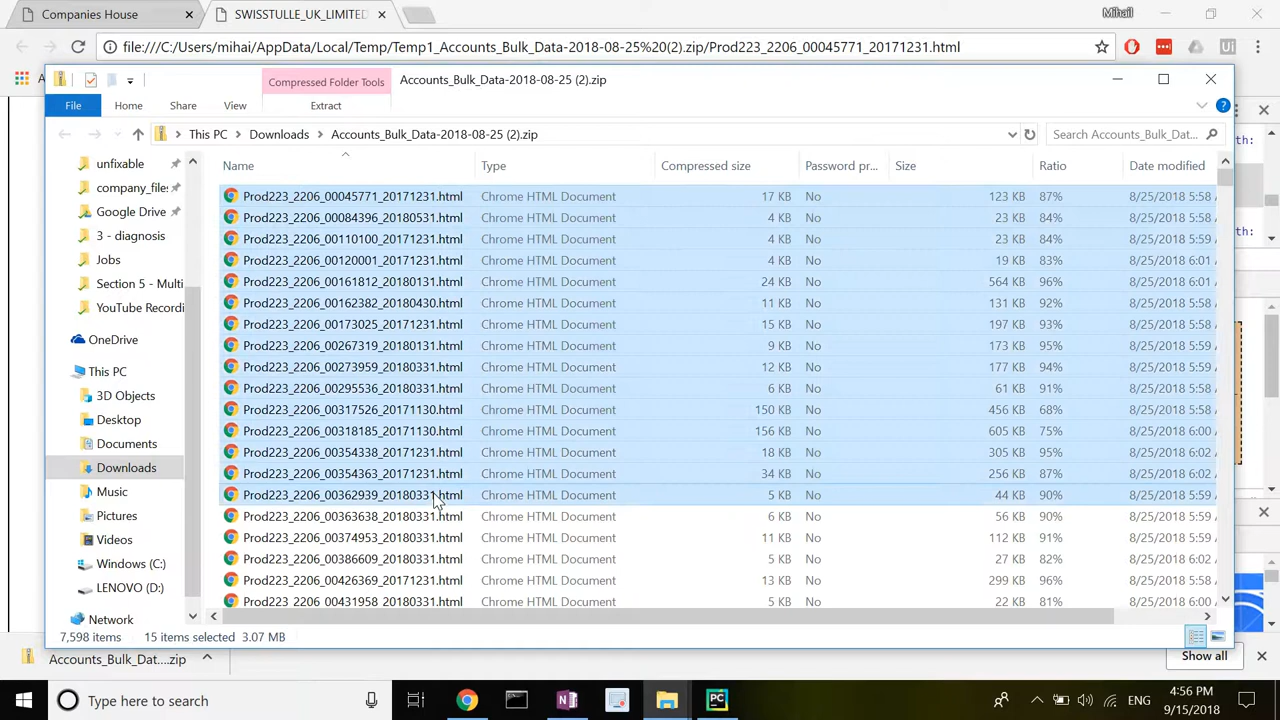 Companies House
SWISSTULLE_UK_LIMITED
Mihail
file:///C:/Users/mihai/AppData/Local/Temp/Temp1_Accounts_Bulk_Data-2018-08-25%20(2).zip/Prod223_2206_00045771_20171231.html
Compressed Folder Tools
Accounts_Bulk_Data-2018-08-25 (2).zip
File Home Share View Extract
This PC Downloads Accounts_Bulk_Data-2018-08-25 (2).zip
Search Accounts_Bulk_Dat...
Name Type Compressed size Password pr... Size Ratio Date modified
unfixable
company_files
Google Drive
3 - diagnosis
Jobs
Section 5 - Multi
YouTube Recordi
OneDrive
This PC
3D Objects
Desktop
Documents
Downloads
Music
Pictures
Videos
Windows (C:)
LENOVO (D:)
Network
Prod223_2206_00045771_20171231.html Chrome HTML Document 17 KB No 123 KB 87% 8/25/2018 5:58
Prod223_2206_00084396_20180531.html Chrome HTML Document 4 KB No 23 KB 84% 8/25/2018 5:58
Prod223_2206_00110100_20171231.html Chrome HTML Document 4 KB No 23 KB 84% 8/25/2018 5:59
Prod223_2206_00120001_20171231.html Chrome HTML Document 4 KB No 19 KB 83% 8/25/2018 6:01
Prod223_2206_00161812_20180131.html Chrome HTML Document 24 KB No 564 KB 96% 8/25/2018 6:01
Prod223_2206_00162382_20180430.html Chrome HTML Document 11 KB No 131 KB 92% 8/25/2018 5:58
Prod223_2206_00173025_20171231.html Chrome HTML Document 15 KB No 197 KB 93% 8/25/2018 5:58
Prod223_2206_00267319_20180131.html Chrome HTML Document 9 KB No 173 KB 95% 8/25/2018 5:59
Prod223_2206_00273959_20180331.html Chrome HTML Document 12 KB No 177 KB 94% 8/25/2018 5:59
Prod223_2206_00295536_20180331.html Chrome HTML Document 6 KB No 61 KB 91% 8/25/2018 5:58
Prod223_2206_00317526_20171130.html Chrome HTML Document 150 KB No 456 KB 68% 8/25/2018 5:58
Prod223_2206_00318185_20171130.html Chrome HTML Document 156 KB No 605 KB 75% 8/25/2018 6:00
Prod223_2206_00354338_20171231.html Chrome HTML Document 18 KB No 305 KB 95% 8/25/2018 6:02
Prod223_2206_00354363_20171231.html Chrome HTML Document 34 KB No 256 KB 87% 8/25/2018 6:02
Prod223_2206_00362939_20180331.html Chrome HTML Document 5 KB No 44 KB 90% 8/25/2018 5:59
Prod223_2206_00363638_20180331.html Chrome HTML Document 6 KB No 56 KB 90% 8/25/2018 5:59
Prod223_2206_00374953_20180331.html Chrome HTML Document 11 KB No 112 KB 91% 8/25/2018 5:59
Prod223_2206_00386609_20180331.html Chrome HTML Document 5 KB No 27 KB 82% 8/25/2018 6:02
Prod223_2206_00426369_20171231.html Chrome HTML Document 13 KB No 299 KB 96% 8/25/2018 5:58
Prod223_2206_00431958_20180331.html Chrome HTML Document 5 KB No 22 KB 81% 8/25/2018 6:00
7,598 items 15 items selected 3.07 MB
Accounts_Bulk_Dat....zip
Show all
Type here to search
ENG
4:56 PM
9/15/2018